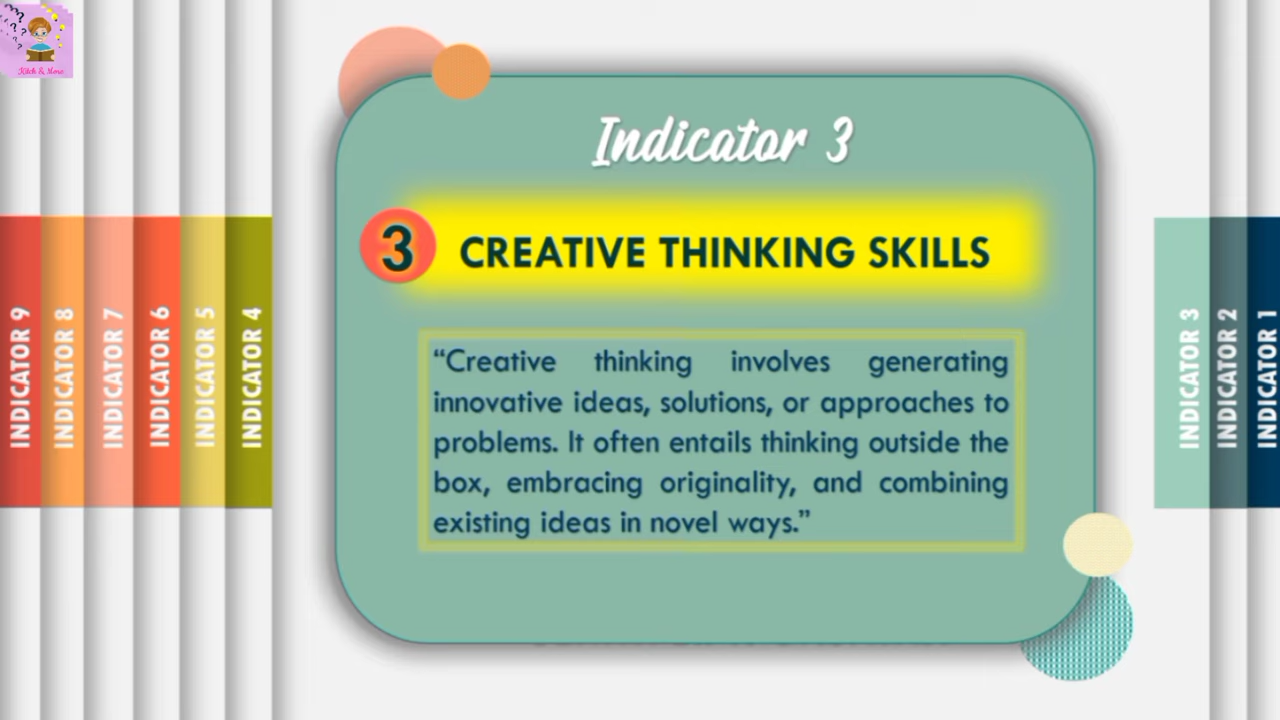 Kitch & More
Indicator 3
3 CREATIVE THINKING SKILLS
“Creative thinking involves generating
innovative ideas, solutions, or approaches to
problems. It often entails thinking outside the
box, embracing originality, and combining
existing ideas in novel ways.”
INDICATOR 9
INDICATOR 8
INDICATOR 7
INDICATOR 6
INDICATOR 5
INDICATOR 4
INDICATOR 3
INDICATOR 2
INDICATOR 1